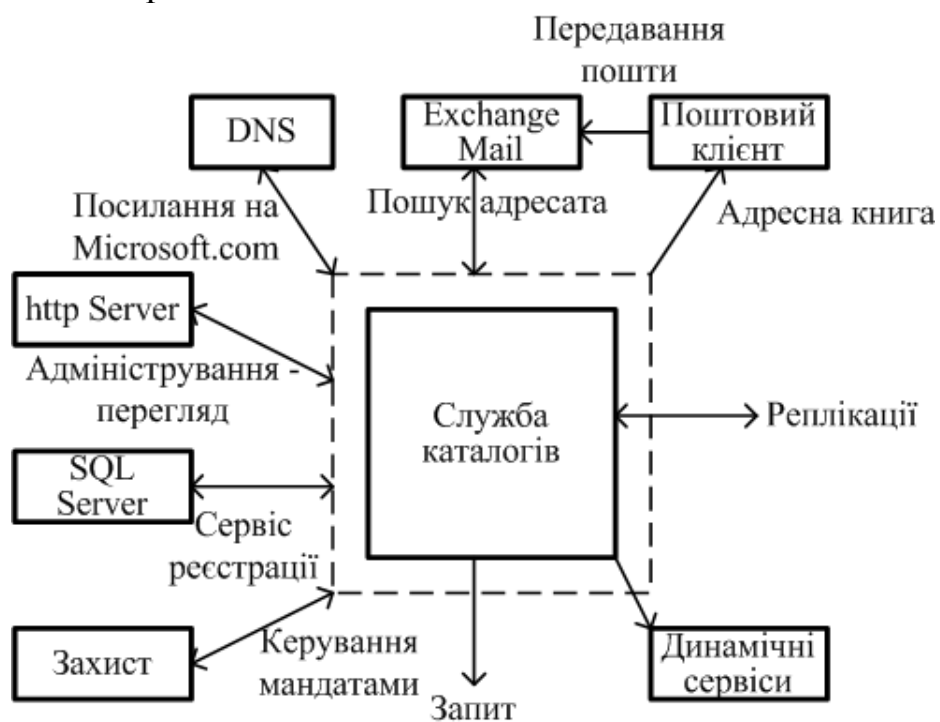 Передавання
пошти
DNS
Exchange
Mail
Поштовий
клієнт
Посилання на
Microsoft.com
Пошук адресата
Адресна книга
http Server
Адміністрування -
перегляд
Служба
каталогів
Реплікації
SQL
Server
Сервіс
реєстрації
Захист
Керування
мандатами
Запит
Динамічні
сервіси